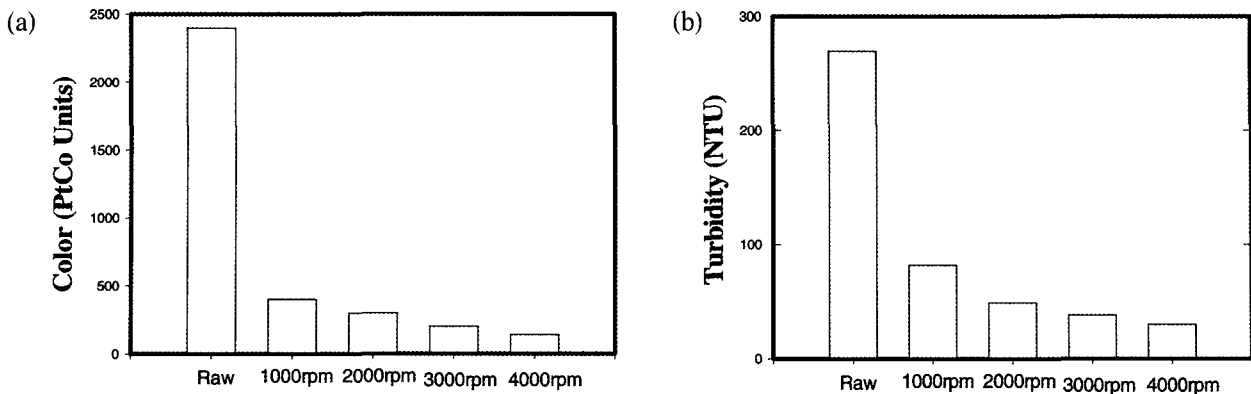 (a)
Color (PtCo Units)
2500
2000
1500
1000
500
0
Raw 1000rpm 2000rpm 3000rpm 4000rpm
(b)
Turbidity (NTU)
300
200
100
0
Raw 1000rpm 2000rpm 3000rpm 4000rpm